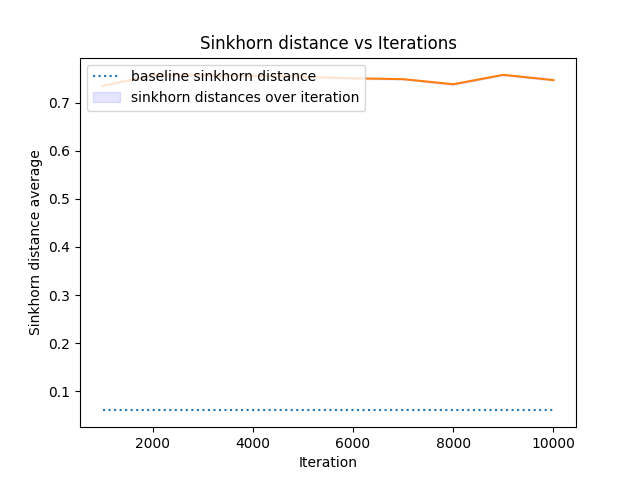 Sinkhorn distance vs Iterations
baseline sinkhorn distance
sinkhorn distances over iteration
0.7
0.6
0.5
0.4
0.3
0.2
0.1
Sinkhorn distance average
2000 4000 6000 8000 10000
Iteration